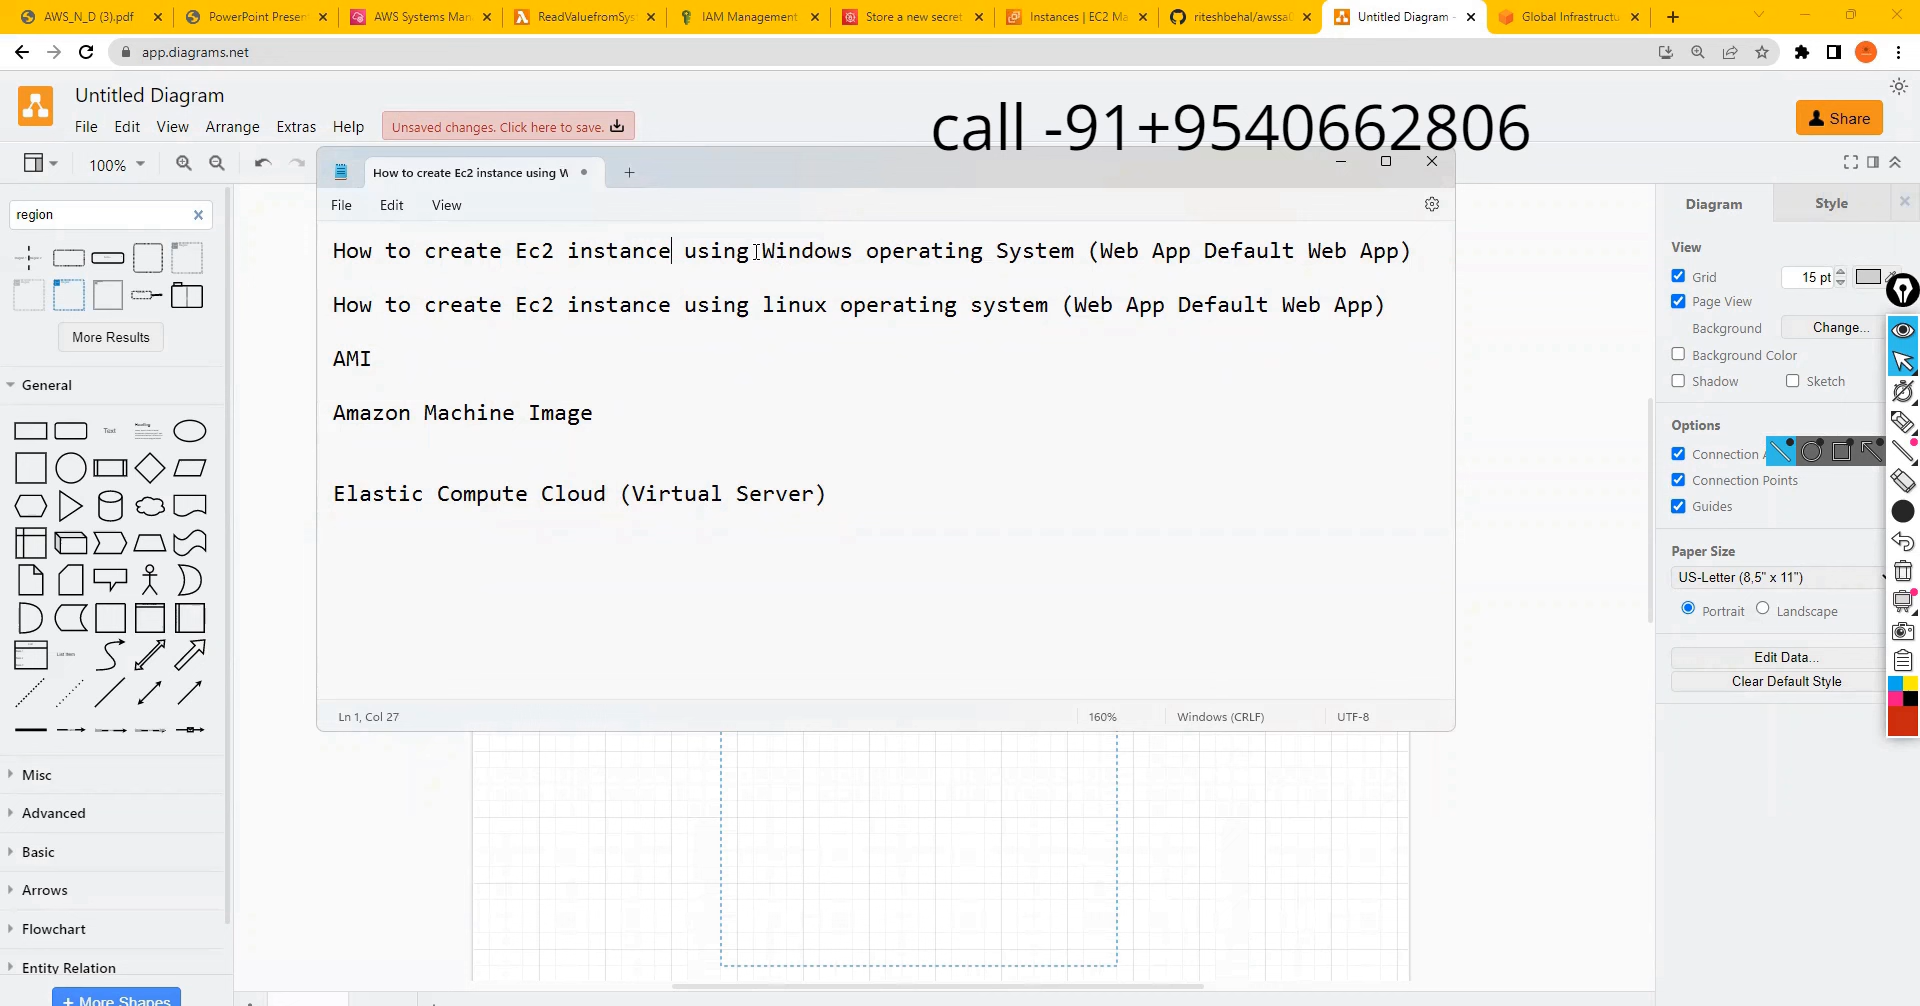 AWS_N_D (3).pdf
PowerPoint Presen
AWS Systems Man
ReadValuefromSys
IAM Management
Store a new secret
Instances | EC2 Ma
riteshbehal/awssa
Untitled Diagram
Global Infrastructu
app.diagrams.net
Untitled Diagram
File Edit View Arrange Extras Help
Unsaved changes. Click here to save.
call -91+9540662806
Share
100%
How to create Ec2 instance using W
File Edit View
region
More Results
General
Text
Heading
List Item
Misc
Advanced
Basic
Arrows
Flowchart
Entity Relation
+ More Shapes
How to create Ec2 instance using Windows operating System (Web App Default Web App)
How to create Ec2 instance using linux operating system (Web App Default Web App)
AMI
Amazon Machine Image
Elastic Compute Cloud (Virtual Server)
Ln 1, Col 27
160%
Windows (CRLF)
UTF-8
Diagram
Style
View
Grid
15 pt
Page View
Background
Change...
Background Color
Shadow
Sketch
Options
Connection A
Connection Points
Guides
Paper Size
US-Letter (8,5" x 11")
Portrait
Landscape
Edit Data...
Clear Default Style